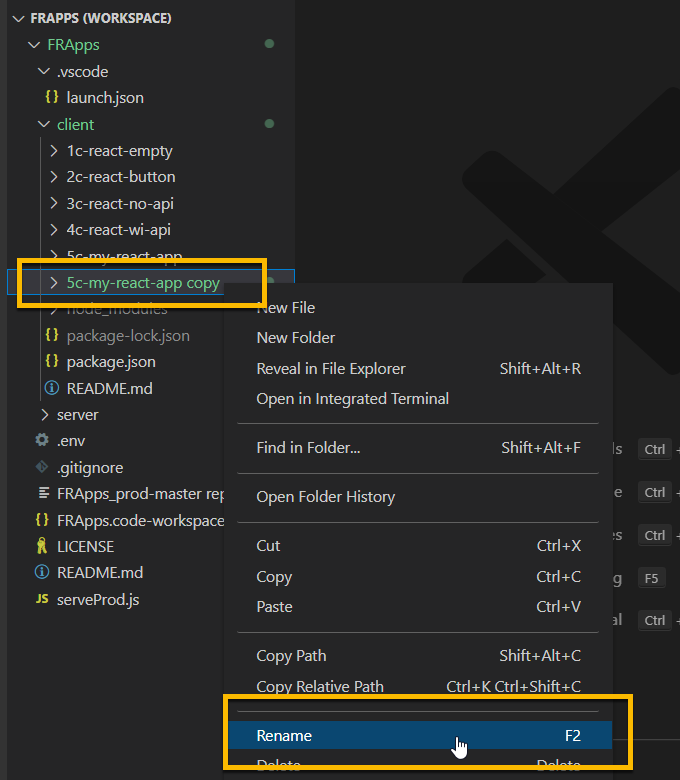 FRAPPS (WORKSPACE)
FRApps
.vscode
{} launch.json
client
1c-react-empty
2c-react-button
3c-react-no-api
4c-react-wi-api
5c-my-react-app
5c-my-react-app copy
node_modules
{} package-lock.json
{} package.json
README.md
server
.env
.gitignore
FRApps_prod-master rep
{} FRApps.code-workspace
LICENSE
README.md
JS serveProd.js
New File
New Folder
Reveal in File Explorer Shift+Alt+R
Open in Integrated Terminal
Find in Folder... Shift+Alt+F
Open Folder History
Cut Ctrl+X
Copy Ctrl+C
Paste Ctrl+V
Copy Path Shift+Alt+C
Copy Relative Path Ctrl+K Ctrl+Shift+C
Rename F2
Delete Delete
ls Ctrl +
e Ctrl +
es Ctrl +
g F5
al Ctrl +